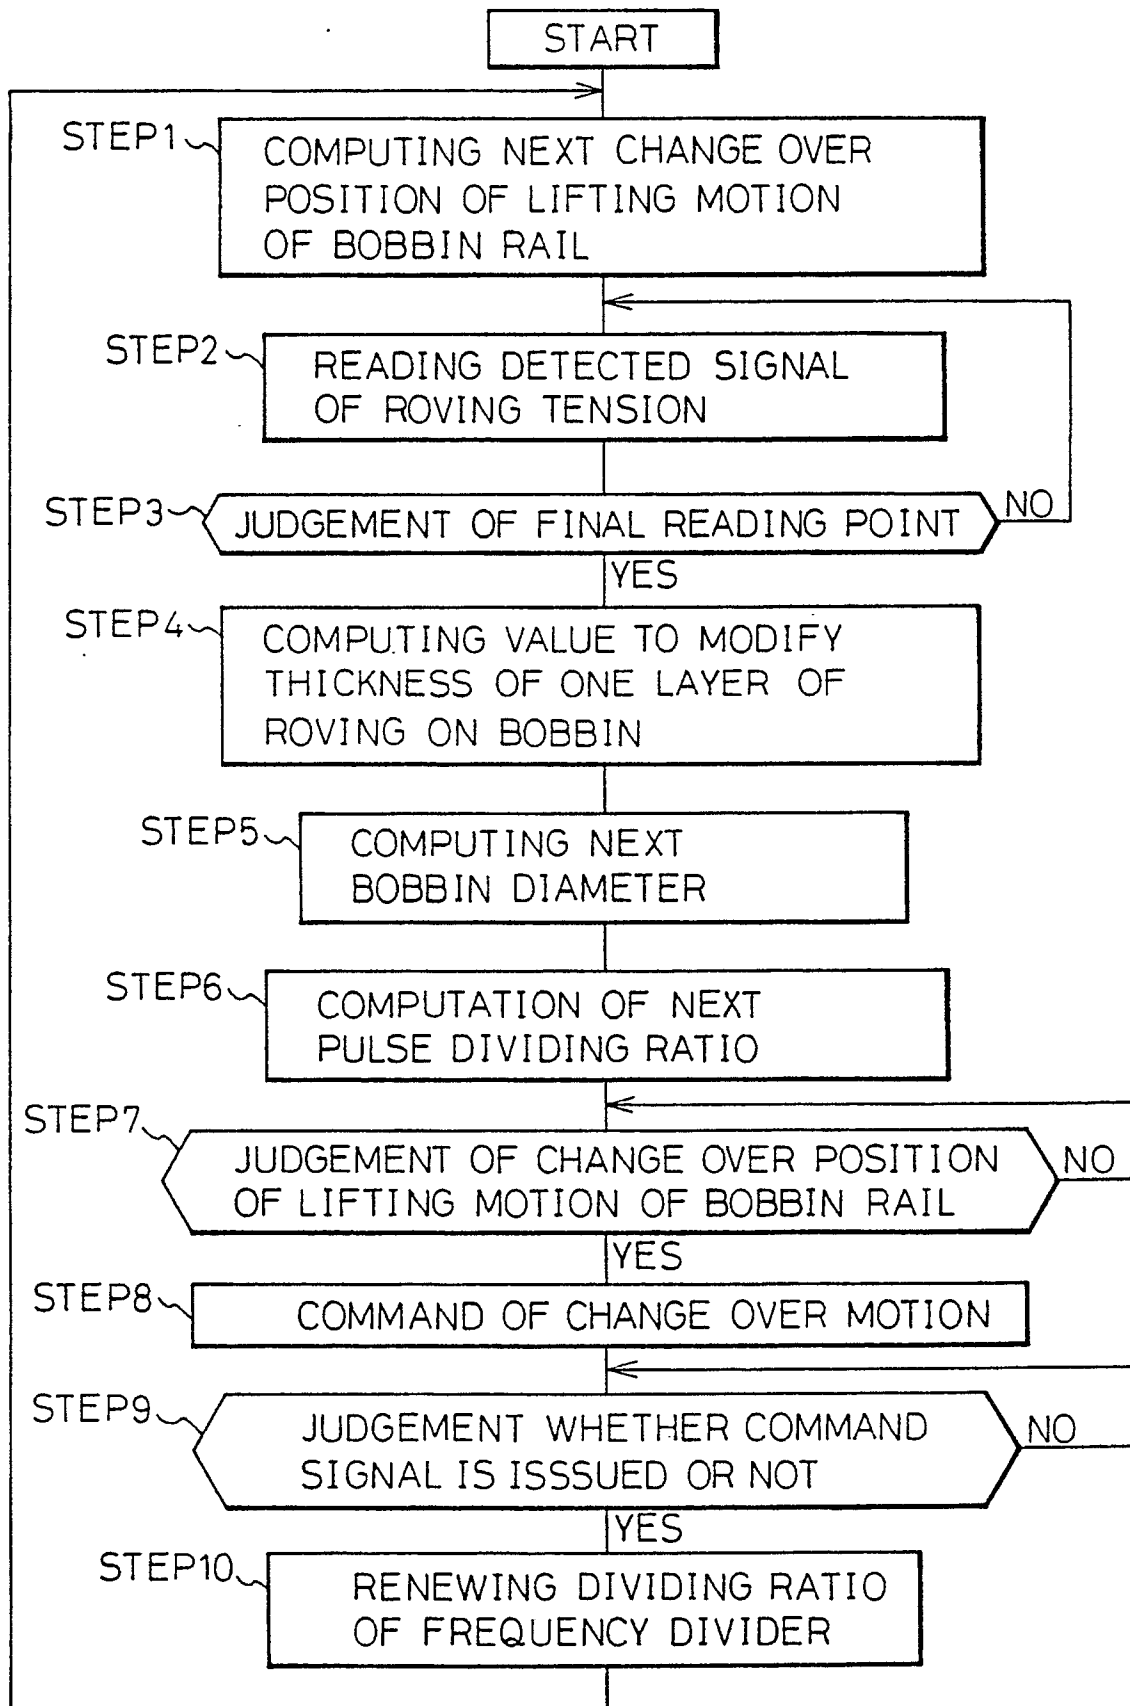 START
STEP1
COMPUTING NEXT CHANGE OVER
POSITION OF LIFTING MOTION
OF BOBBIN RAIL
STEP2
READING DETECTED SIGNAL
OF ROVING TENSION
STEP3
JUDGEMENT OF FINAL READING POINT
NO
YES
STEP4
COMPUTING VALUE TO MODIFY
THICKNESS OF ONE LAYER OF
ROVING ON BOBBIN
STEP5
COMPUTING NEXT
BOBBIN DIAMETER
STEP6
COMPUTATION OF NEXT
PULSE DIVIDING RATIO
STEP7
JUDGEMENT OF CHANGE OVER POSITION
OF LIFTING MOTION OF BOBBIN RAIL
NO
YES
STEP8
COMMAND OF CHANGE OVER MOTION
STEP9
JUDGEMENT WHETHER COMMAND
SIGNAL IS ISSSUED OR NOT
NO
YES
STEP10
RENEWING DIVIDING RATIO
OF FREQUENCY DIVIDER